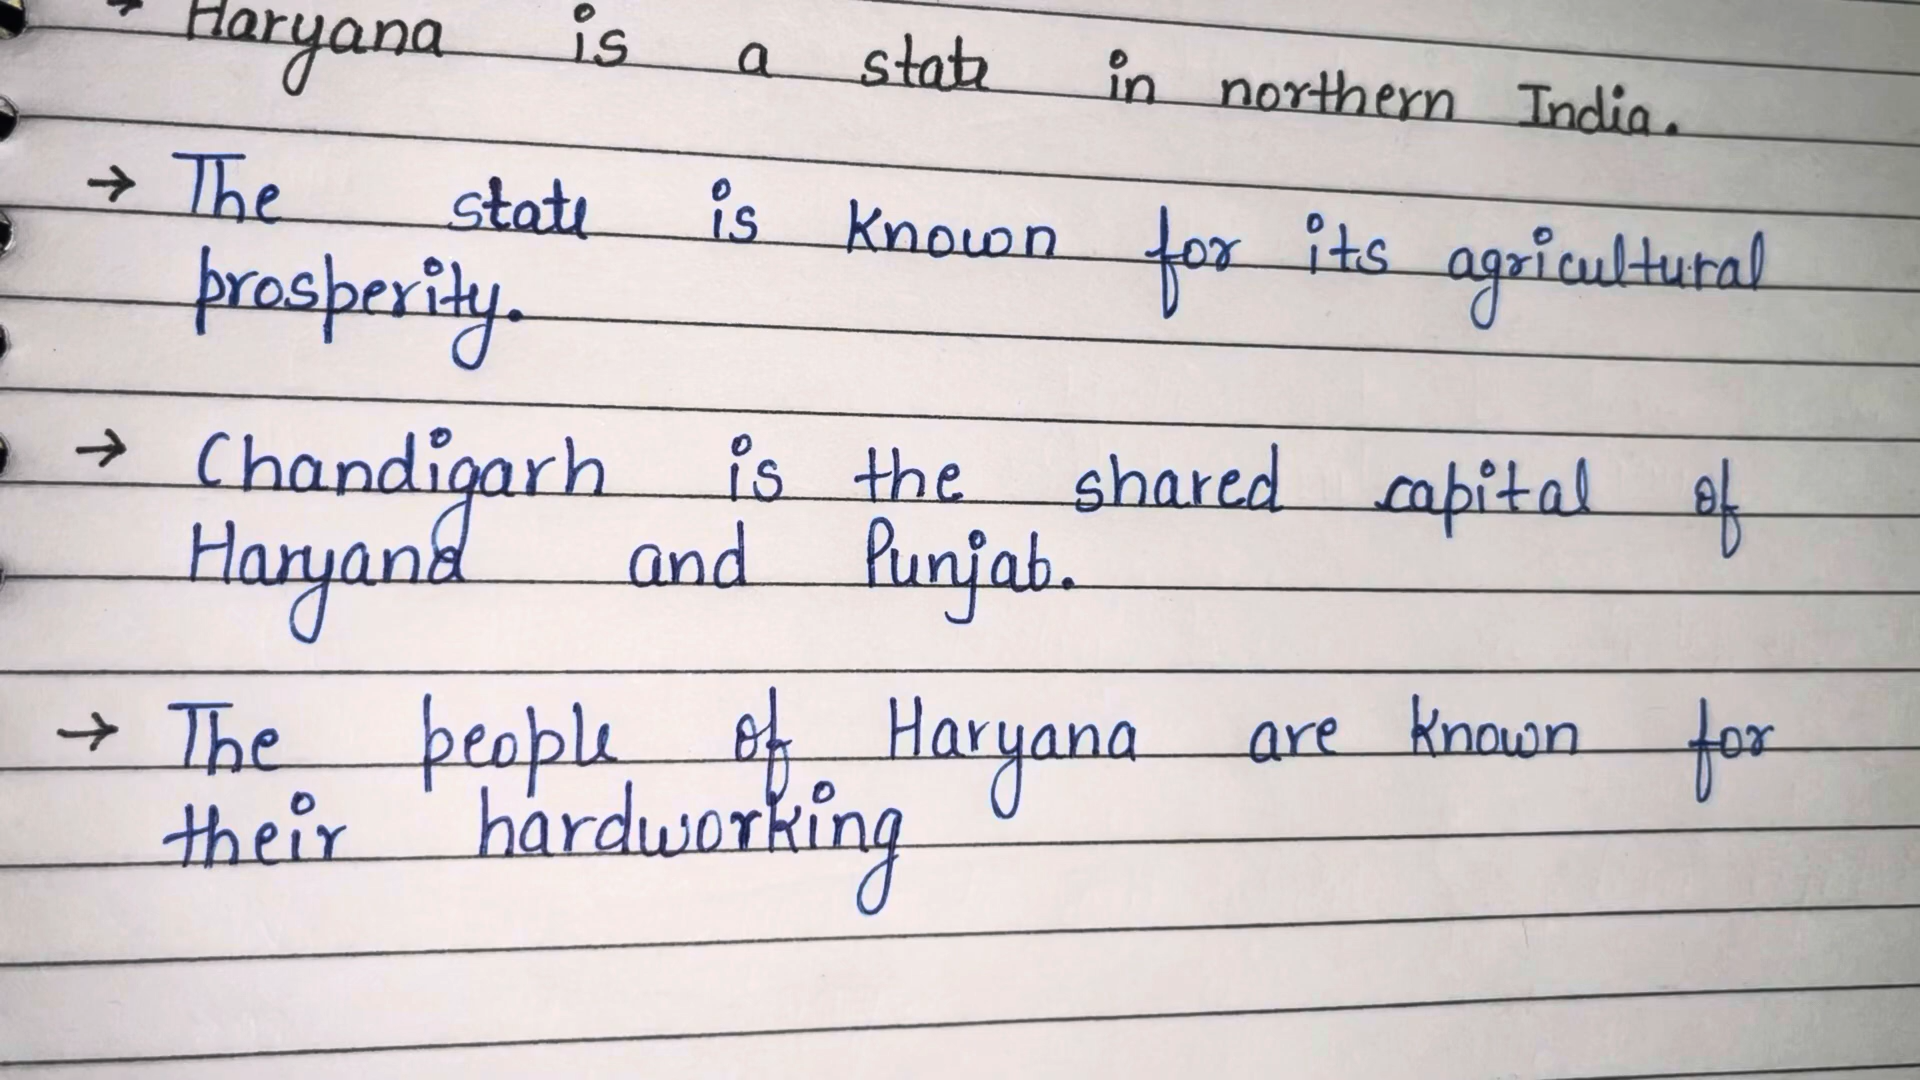 → Haryana is a state in northern India.
→ The state is known for its agricultural
prosperity.
→ Chandigarh is the shared capital of
Haryana and Punjab.
→ The people of Haryana are known for
their hardworking